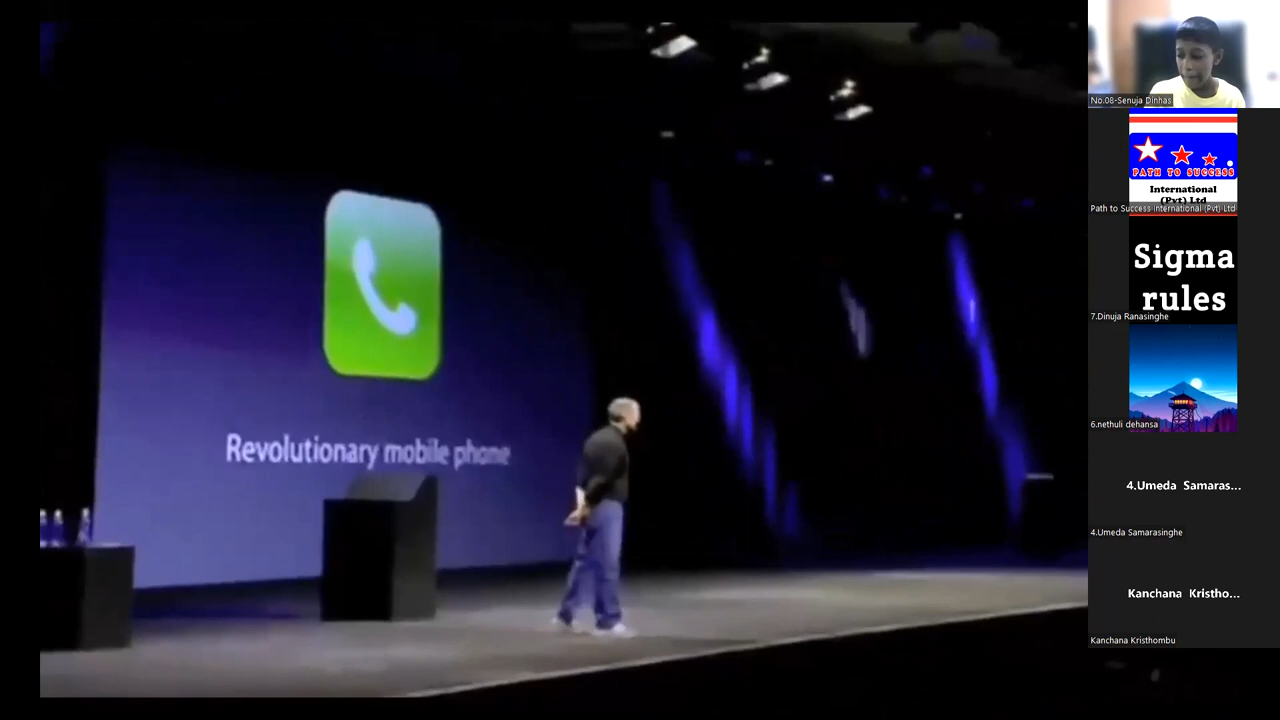 Revolutionary mobile phone
No.08-Senuja Dinhas
PATH TO SUCCESS
International
(Pvt) Ltd
Path to Success International (Pvt) Ltd
Sigma
rules
7.Dinuja Ranasinghe
6.nethuli dehansa
4.Umeda Samaras...
4.Umeda Samarasinghe
Kanchana Kristho...
Kanchana Kristhombu